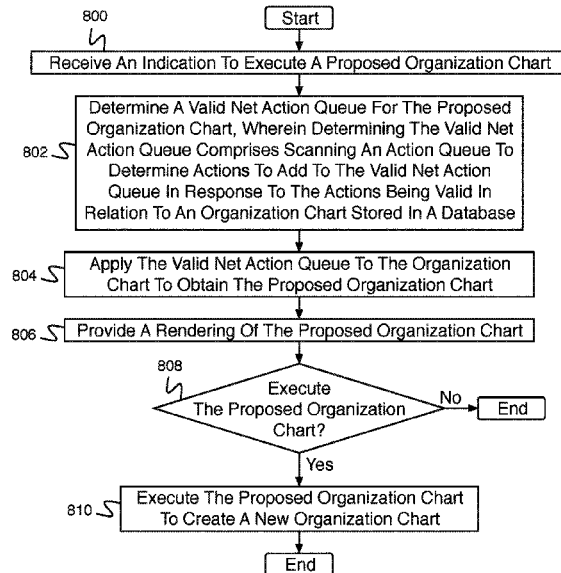 Start
800
Receive An Indication To Execute A Proposed Organization Chart
802
Determine A Valid Net Action Queue For The Proposed
Organization Chart, Wherein Determining The Valid Net
Action Queue Comprises Scanning An Action Queue To
Determine Actions To Add To The Valid Net Action
Queue In Response To The Actions Being Valid In
Relation To An Organization Chart Stored In A Database
804
Apply The Valid Net Action Queue To The Organization
Chart To Obtain The Proposed Organization Chart
806
Provide A Rendering Of The Proposed Organization Chart
808
Execute
The Proposed Organization
Chart?
No
End
Yes
810
Execute The Proposed Organization Chart
To Create A New Organization Chart
End